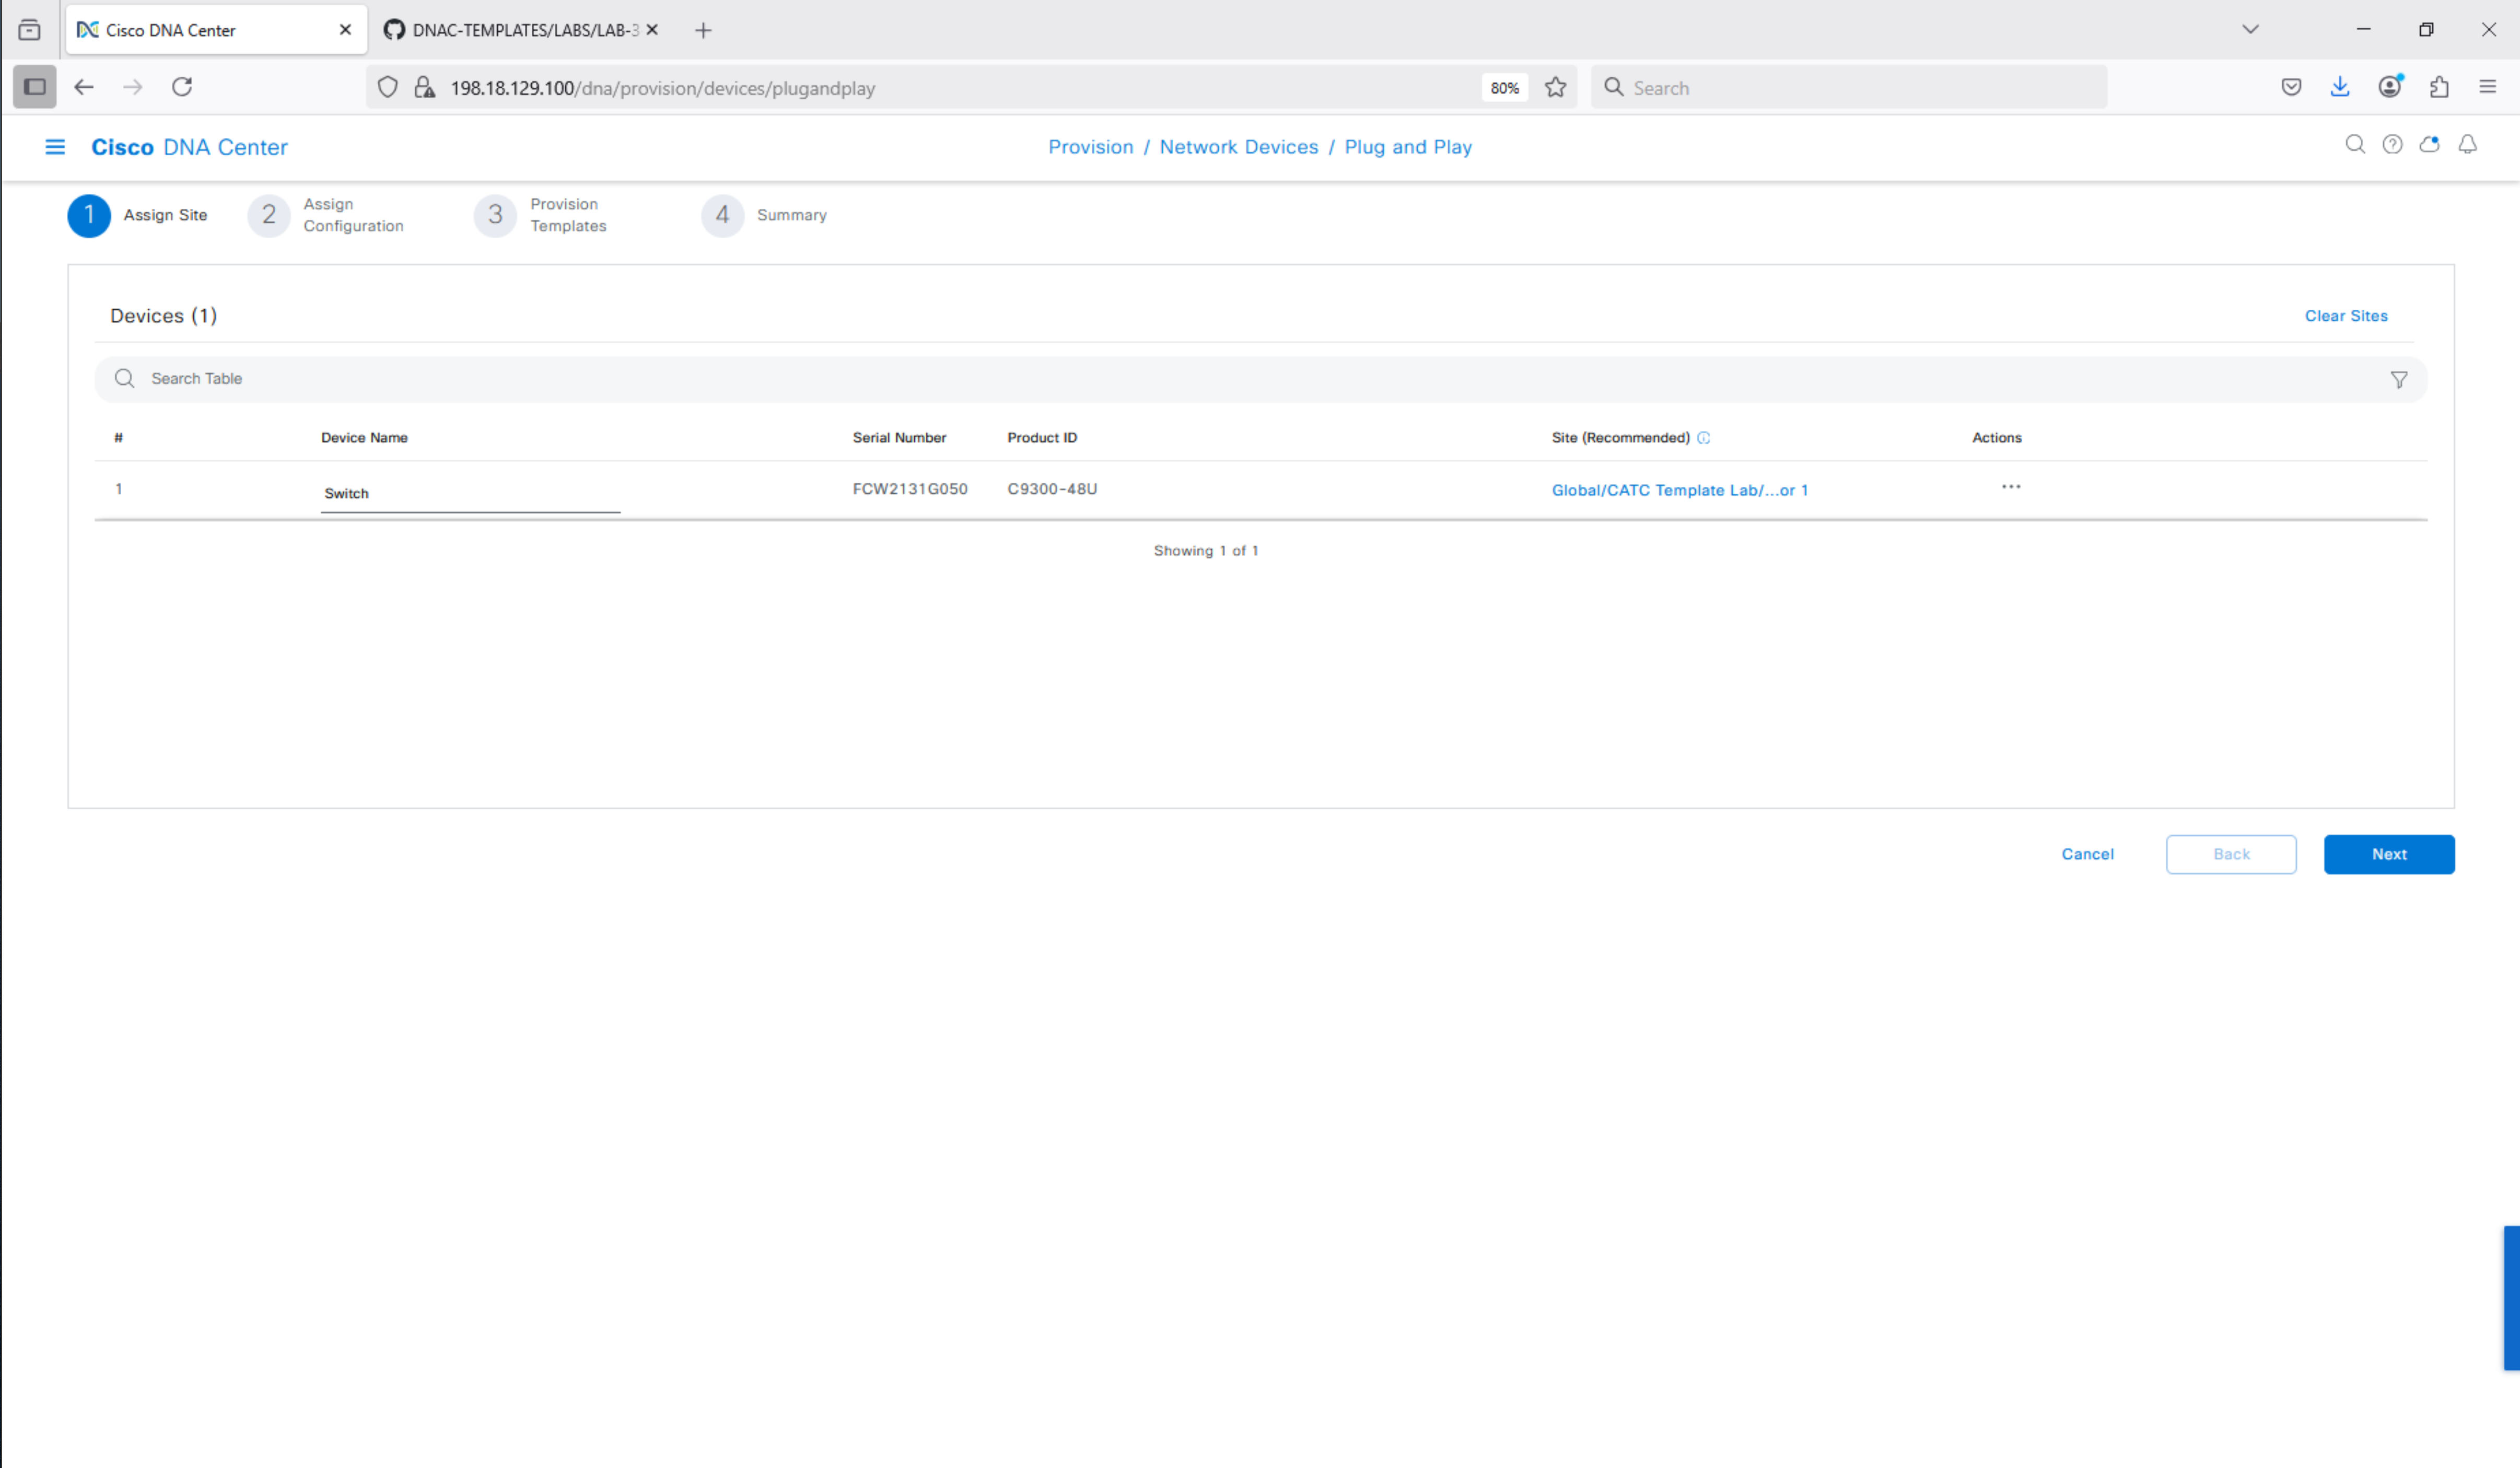 Cisco DNA Center
DNAC-TEMPLATES/LABS/LAB-3
198.18.129.100/dna/provision/devices/plugandplay
80%
Search
Cisco DNA Center
Provision / Network Devices / Plug and Play
1 Assign Site
2 Assign Configuration
3 Provision Templates
4 Summary
Devices (1)
Clear Sites
Search Table
# Device Name Serial Number Product ID Site (Recommended) Actions
1 Switch FCW2131G050 C9300-48U Global/CATC Template Lab/...or 1
Showing 1 of 1
Cancel
Back
Next